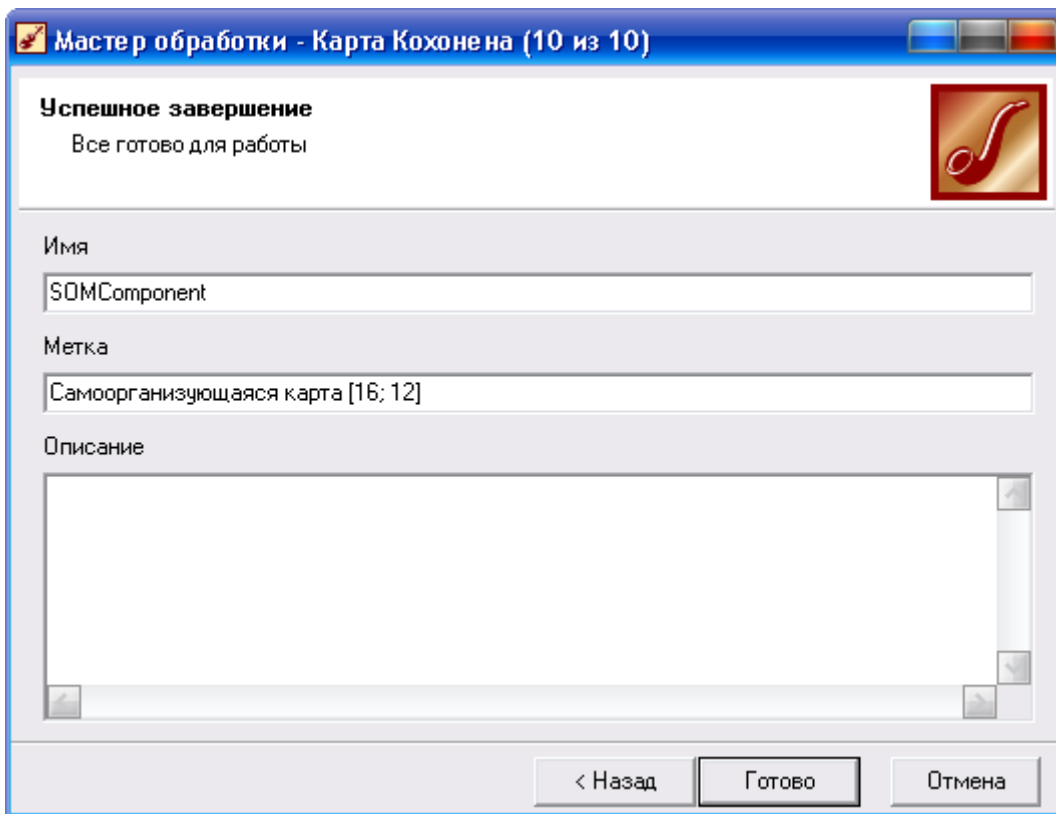 Мастер обработки - Карта Кохонена (10 из 10)
Успешное завершение
Все готово для работы
Имя
SOMComponent
Метка
Самоорганизующаяся карта [16; 12]
Описание
< Назад
Готово
Отмена